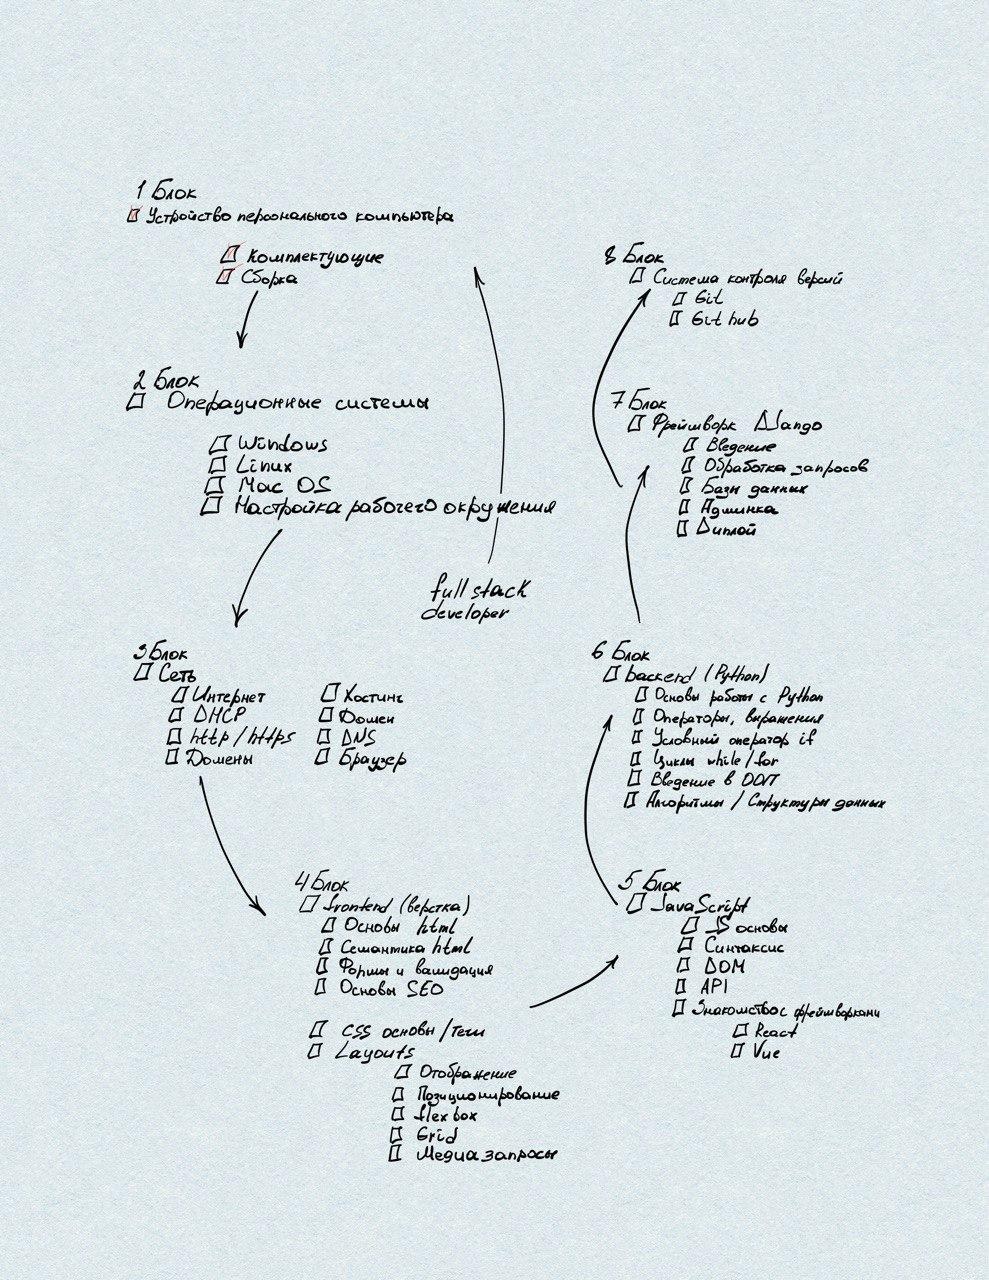 1 Блок
Устройство персонального компьютера
Комплектующие
Сборка
2 Блок
Операционные системы
Windows
Linux
Mac OS
Настройка рабочего окружения
full stack
developer
3 Блок
Сеть
Интернет
DHCP
http / https
Домены
Хостинг
Домен
DNS
Браузер
4 Блок
frontend (верстка)
Основы html
Семантика html
Формы и валидация
Основы SEO
CSS основы / Теги
Layouts
Отображение
Позиционирование
flex box
Grid
Медиа запросы
5 Блок
JavaScript
JS основы
Синтаксис
DOM
API
Знакомство с фреймворками
React
Vue
6 Блок
backend (Python)
Основы работы с Python
Операторы, выражения
Условный оператор if
Циклы while/for
Введение в ООП
Алгоритмы / Структуры данных
7 Блок
Фреймворк Django
Введение
Обработка запросов
Базы данных
Админка
Диплой
8 Блок
Система контроля версий
Git
Git hub